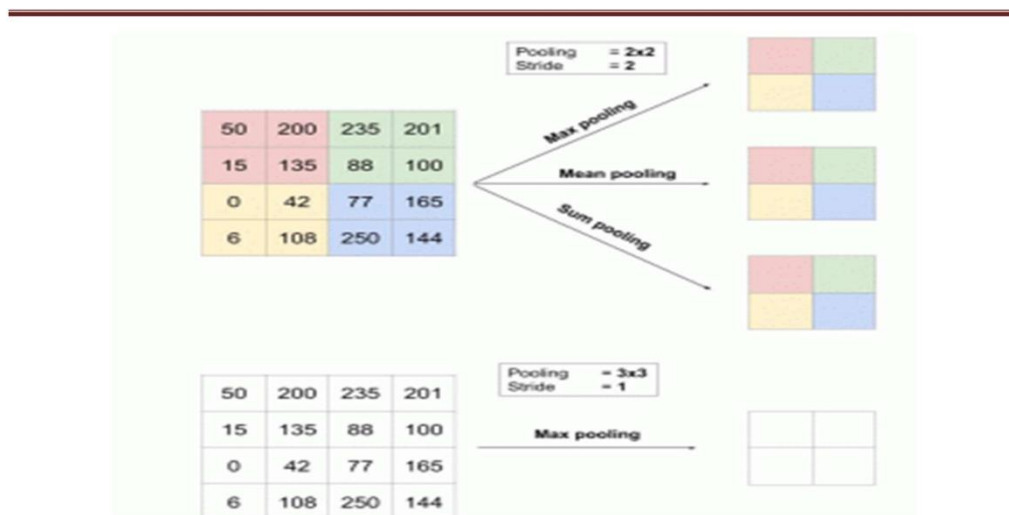 Pooling = 2x2
Stride = 2
50 200 235 201
15 135 88 100
0 42 77 165
6 108 250 144
Max pooling
Mean pooling
Sum pooling
Pooling = 3x3
Stride = 1
50 200 235 201
15 135 88 100
0 42 77 165
6 108 250 144
Max pooling